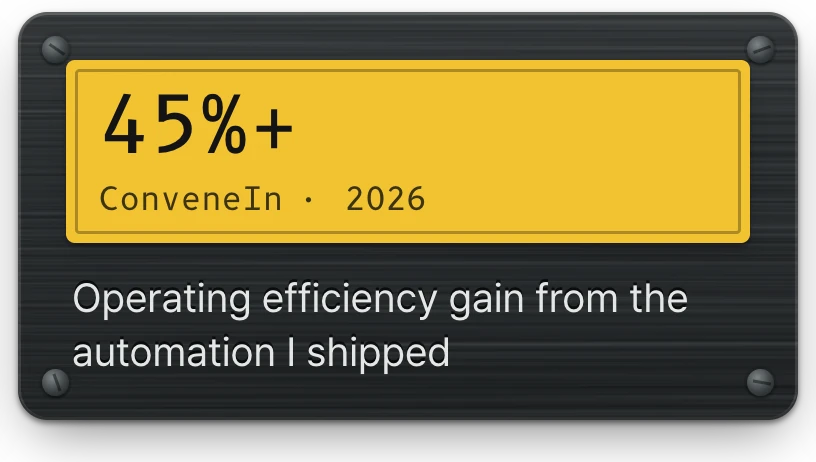 45%+
ConveneIn · 2026
Operating efficiency gain from the
automation I shipped